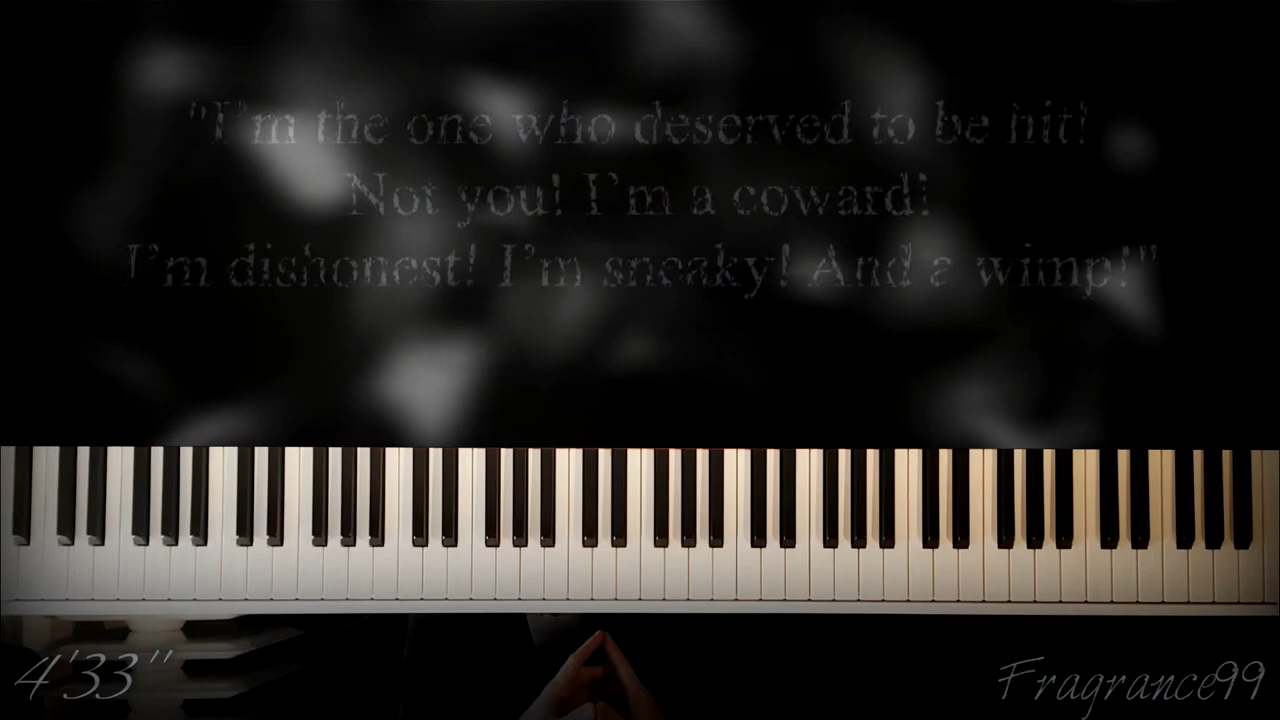 "I'm the one who deserved to be hit!
Not you! I'm a coward!
I'm dishonest! I'm sneaky! And a wimp!"
4'33"
Fragrance99